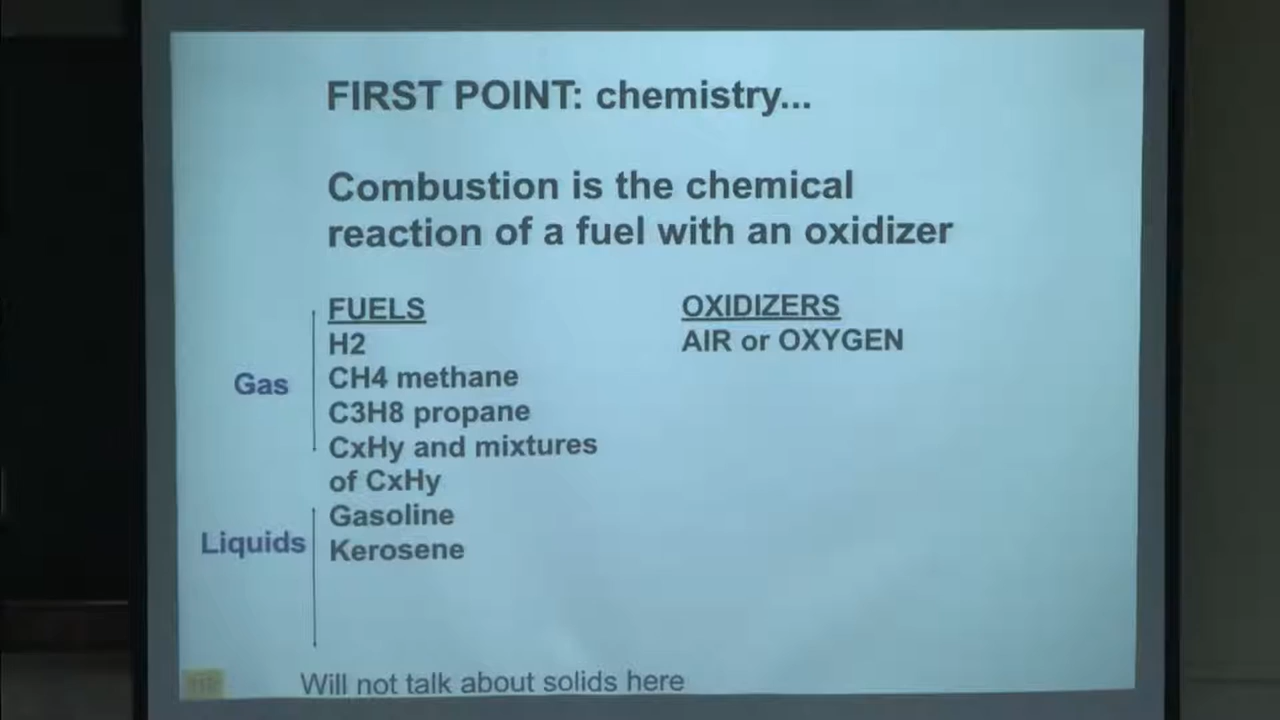 FIRST POINT: chemistry...
Combustion is the chemical
reaction of a fuel with an oxidizer
FUELS
H2
CH4 methane
C3H8 propane
CxHy and mixtures
of CxHy
Gasoline
Kerosene
Gas
Liquids
OXIDIZERS
AIR or OXYGEN
Will not talk about solids here